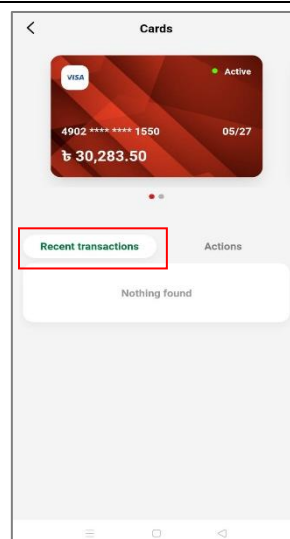 Cards
VISA
Active
4902 **** **** 1550 05/27
৳ 30,283.50
Recent transactions Actions
Nothing found